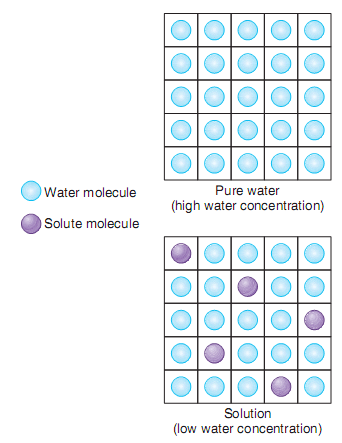 Water molecule
Solute molecule
Pure water
(high water concentration)
Solution
(low water concentration)